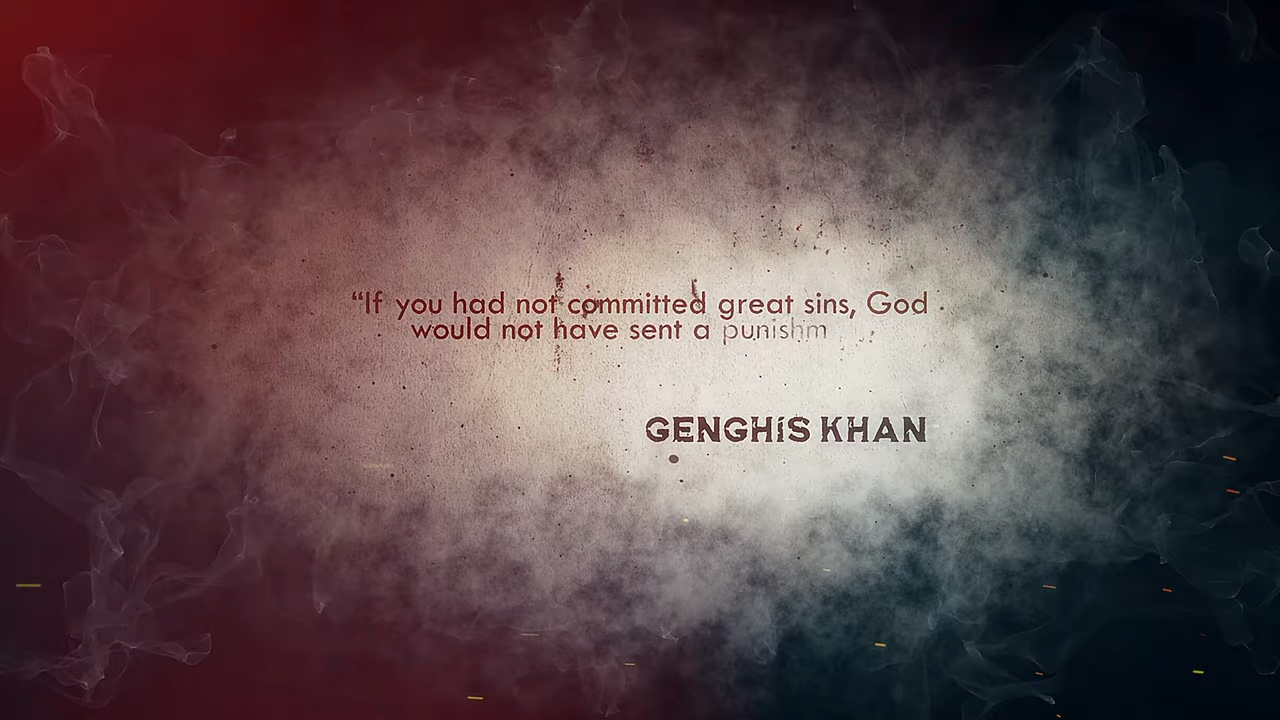 “If you had not committed great sins, God
would not have sent a punishm
GENGHIS KHAN